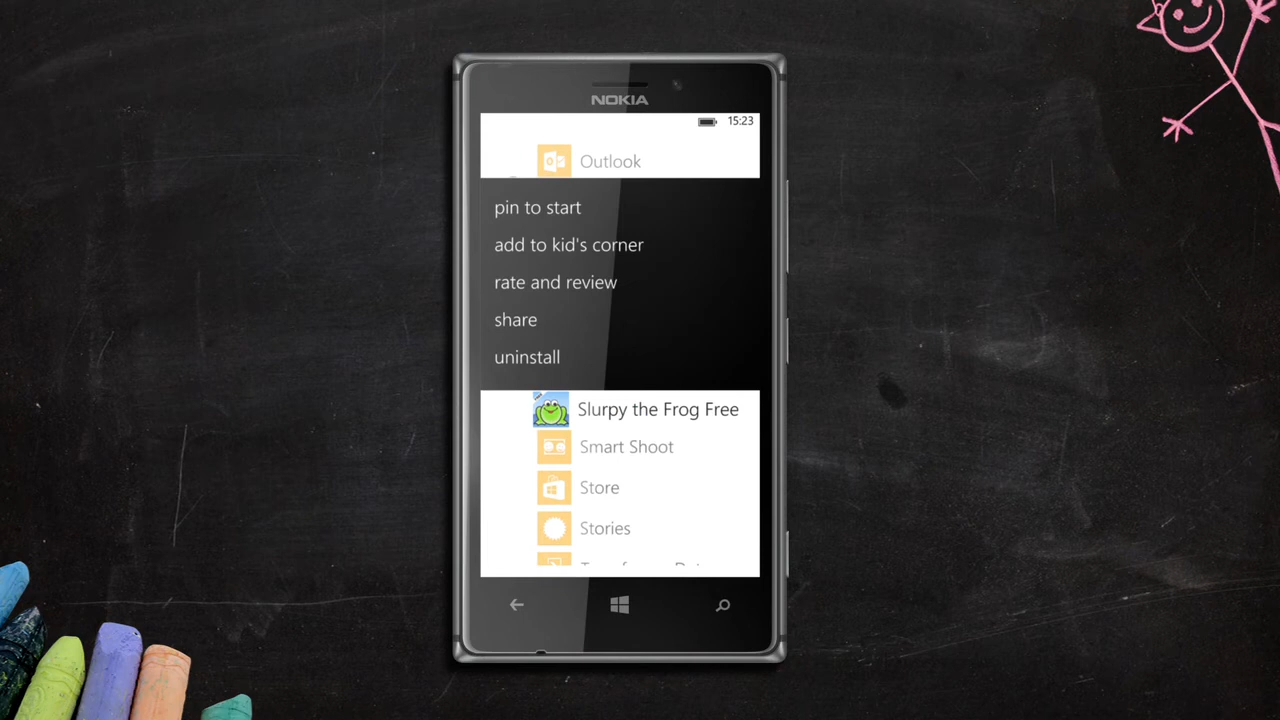 NOKIA
15:23
Outlook
pin to start
add to kid's corner
rate and review
share
uninstall
Slurpy the Frog Free
Smart Shoot
Store
Stories